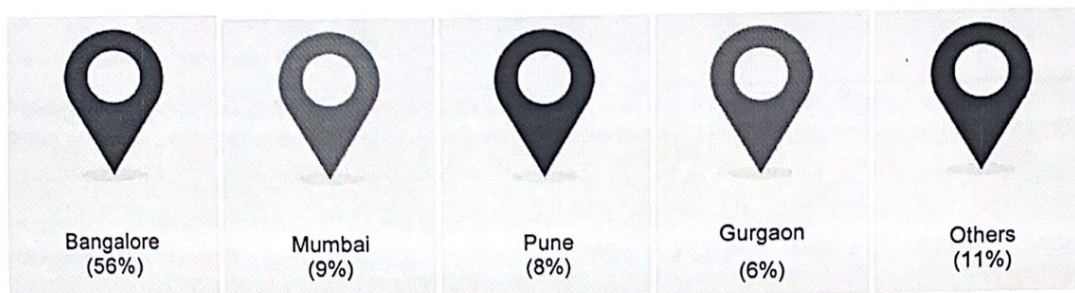 Bangalore
(56%)
Mumbai
(9%)
Pune
(8%)
Gurgaon
(6%)
Others
(11%)